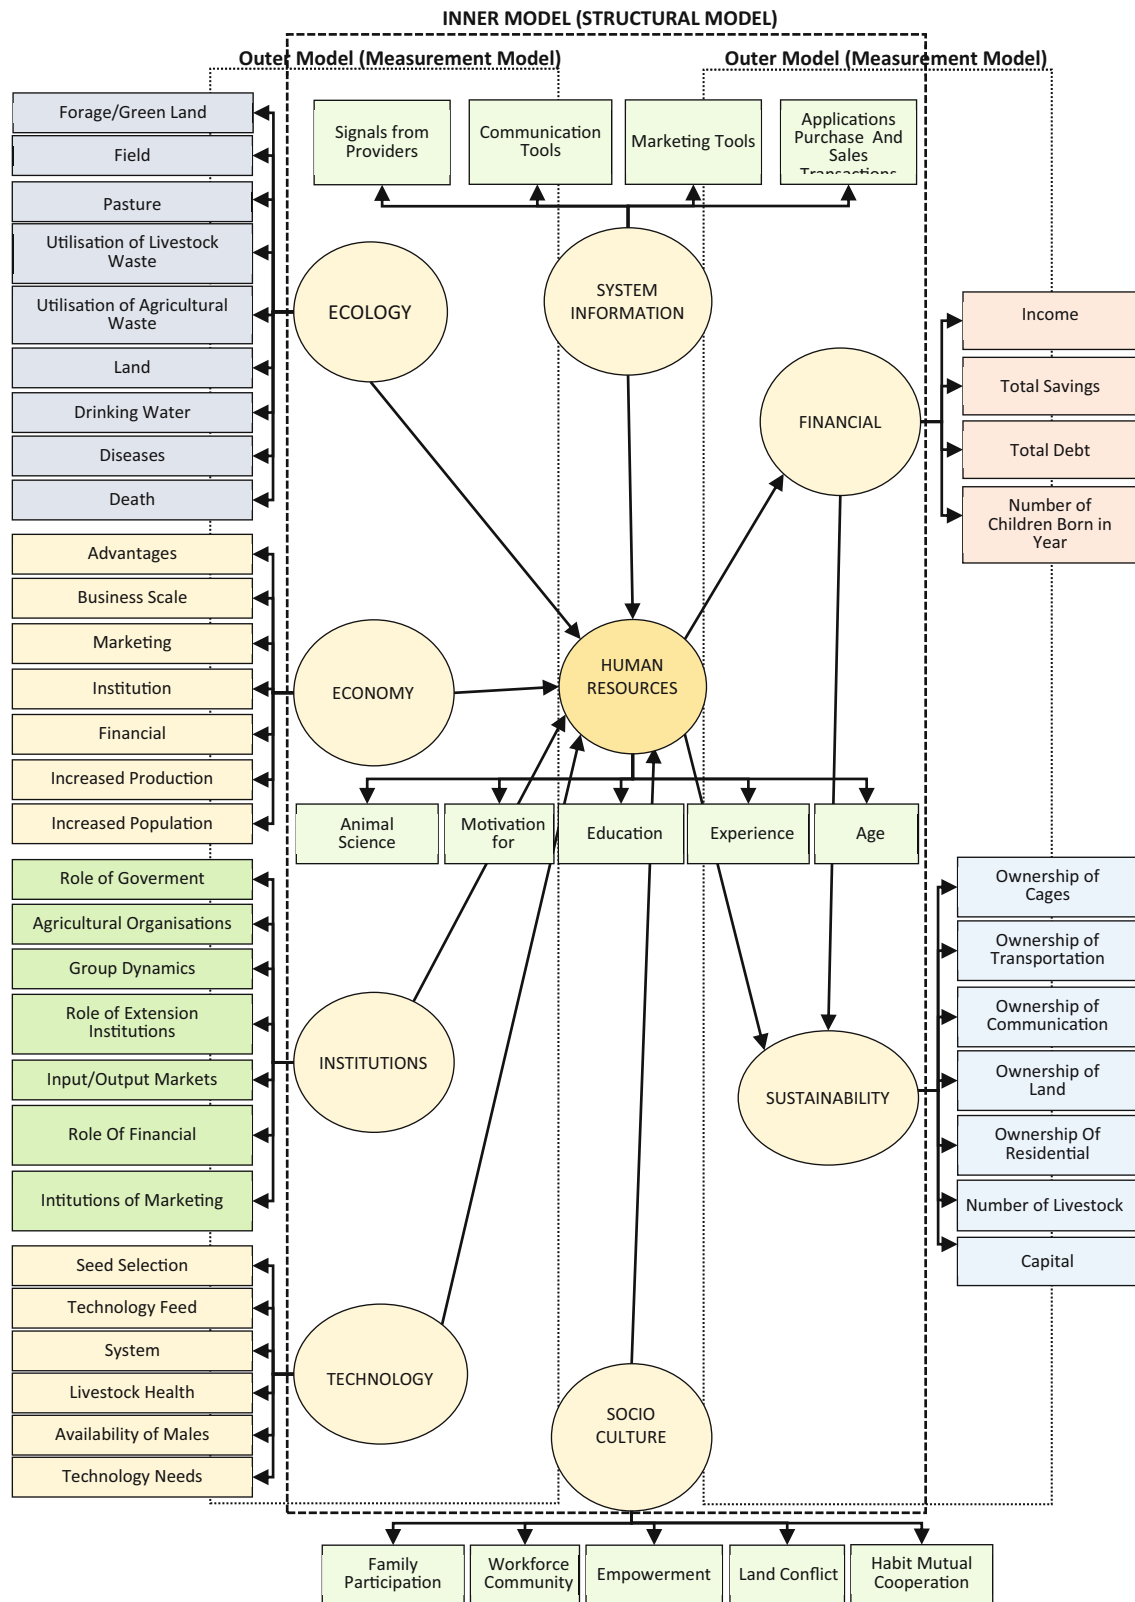 INNER MODEL (STRUCTURAL MODEL)
Outer Model (Measurement Model)
Outer Model (Measurement Model)
Forage/Green Land
Field
Pasture
Utilisation of Livestock
Waste
Utilisation of Agricultural
Waste
Land
Drinking Water
Diseases
Death
Signals from
Providers
Communication
Tools
Marketing Tools
Applications
Purchase And
Sales
Transactions
ECOLOGY
SYSTEM
INFORMATION
FINANCIAL
Income
Total Savings
Total Debt
Number of
Children Born in
Year
Advantages
Business Scale
Marketing
Institution
Financial
Increased Production
Increased Population
ECONOMY
HUMAN
RESOURCES
Animal
Science
Motivation
for
Education
Experience
Age
Role of Goverment
Agricultural Organisations
Group Dynamics
Role of Extension
Institutions
Input/Output Markets
Role Of Financial
Intitutions of Marketing
INSTITUTIONS
SUSTAINABILITY
Ownership of
Cages
Ownership of
Transportation
Ownership of
Communication
Ownership of
Land
Ownership Of
Residential
Number of Livestock
Capital
Seed Selection
Technology Feed
System
Livestock Health
Availability of Males
Technology Needs
TECHNOLOGY
SOCIO
CULTURE
Family
Participation
Workforce
Community
Empowerment
Land Conflict
Habit Mutual
Cooperation